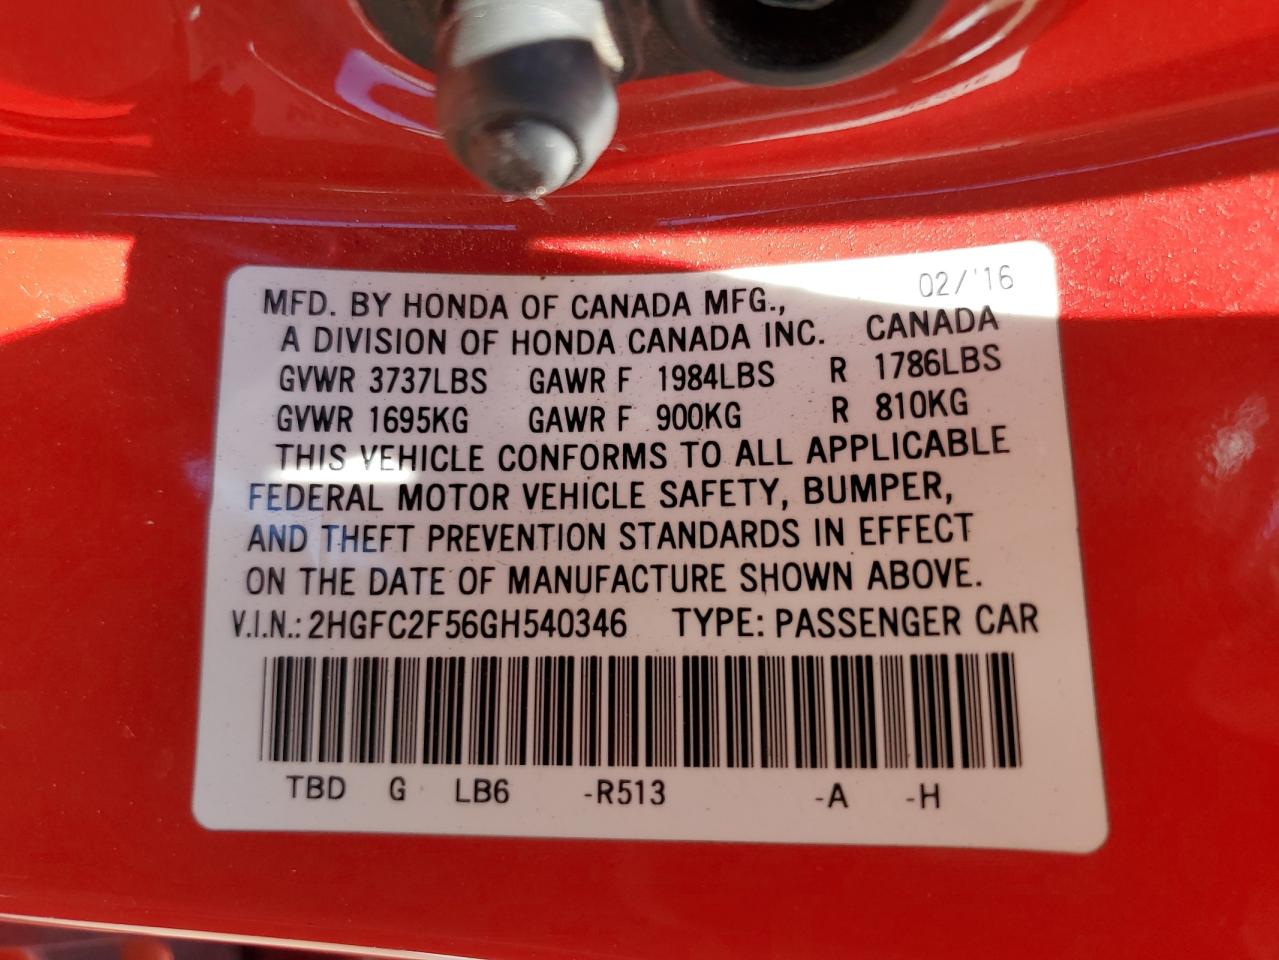 02/'16
MFD. BY HONDA OF CANADA MFG.,
A DIVISION OF HONDA CANADA INC. CANADA
GVWR 3737LBS GAWR F 1984LBS R 1786LBS
GVWR 1695KG GAWR F 900KG R 810KG
THIS VEHICLE CONFORMS TO ALL APPLICABLE
FEDERAL MOTOR VEHICLE SAFETY, BUMPER,
AND THEFT PREVENTION STANDARDS IN EFFECT
ON THE DATE OF MANUFACTURE SHOWN ABOVE.
V.I.N.: 2HGFC2F56GH540346 TYPE: PASSENGER CAR
TBD G LB6 -R513 -A -H